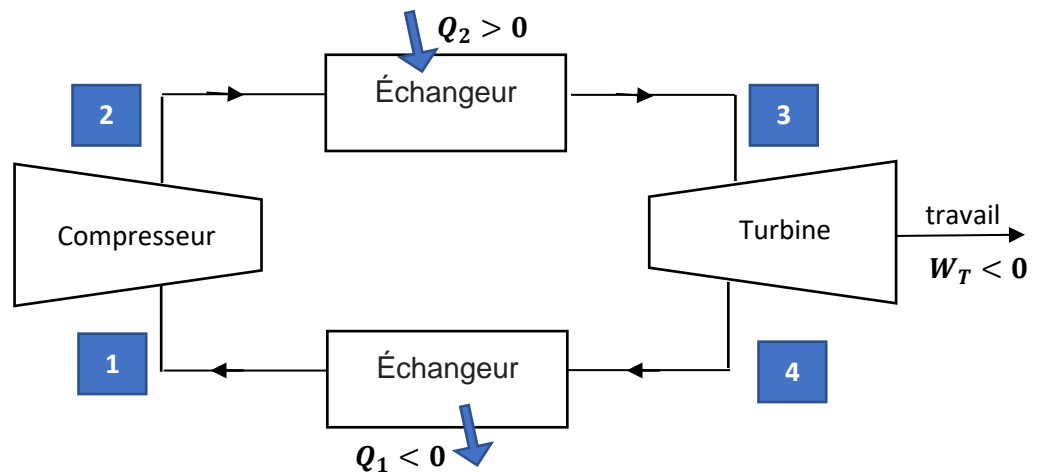 Q₂ > 0
Échangeur
2
3
Compresseur
Turbine
travail
W_T < 0
1
Échangeur
4
Q₁ < 0